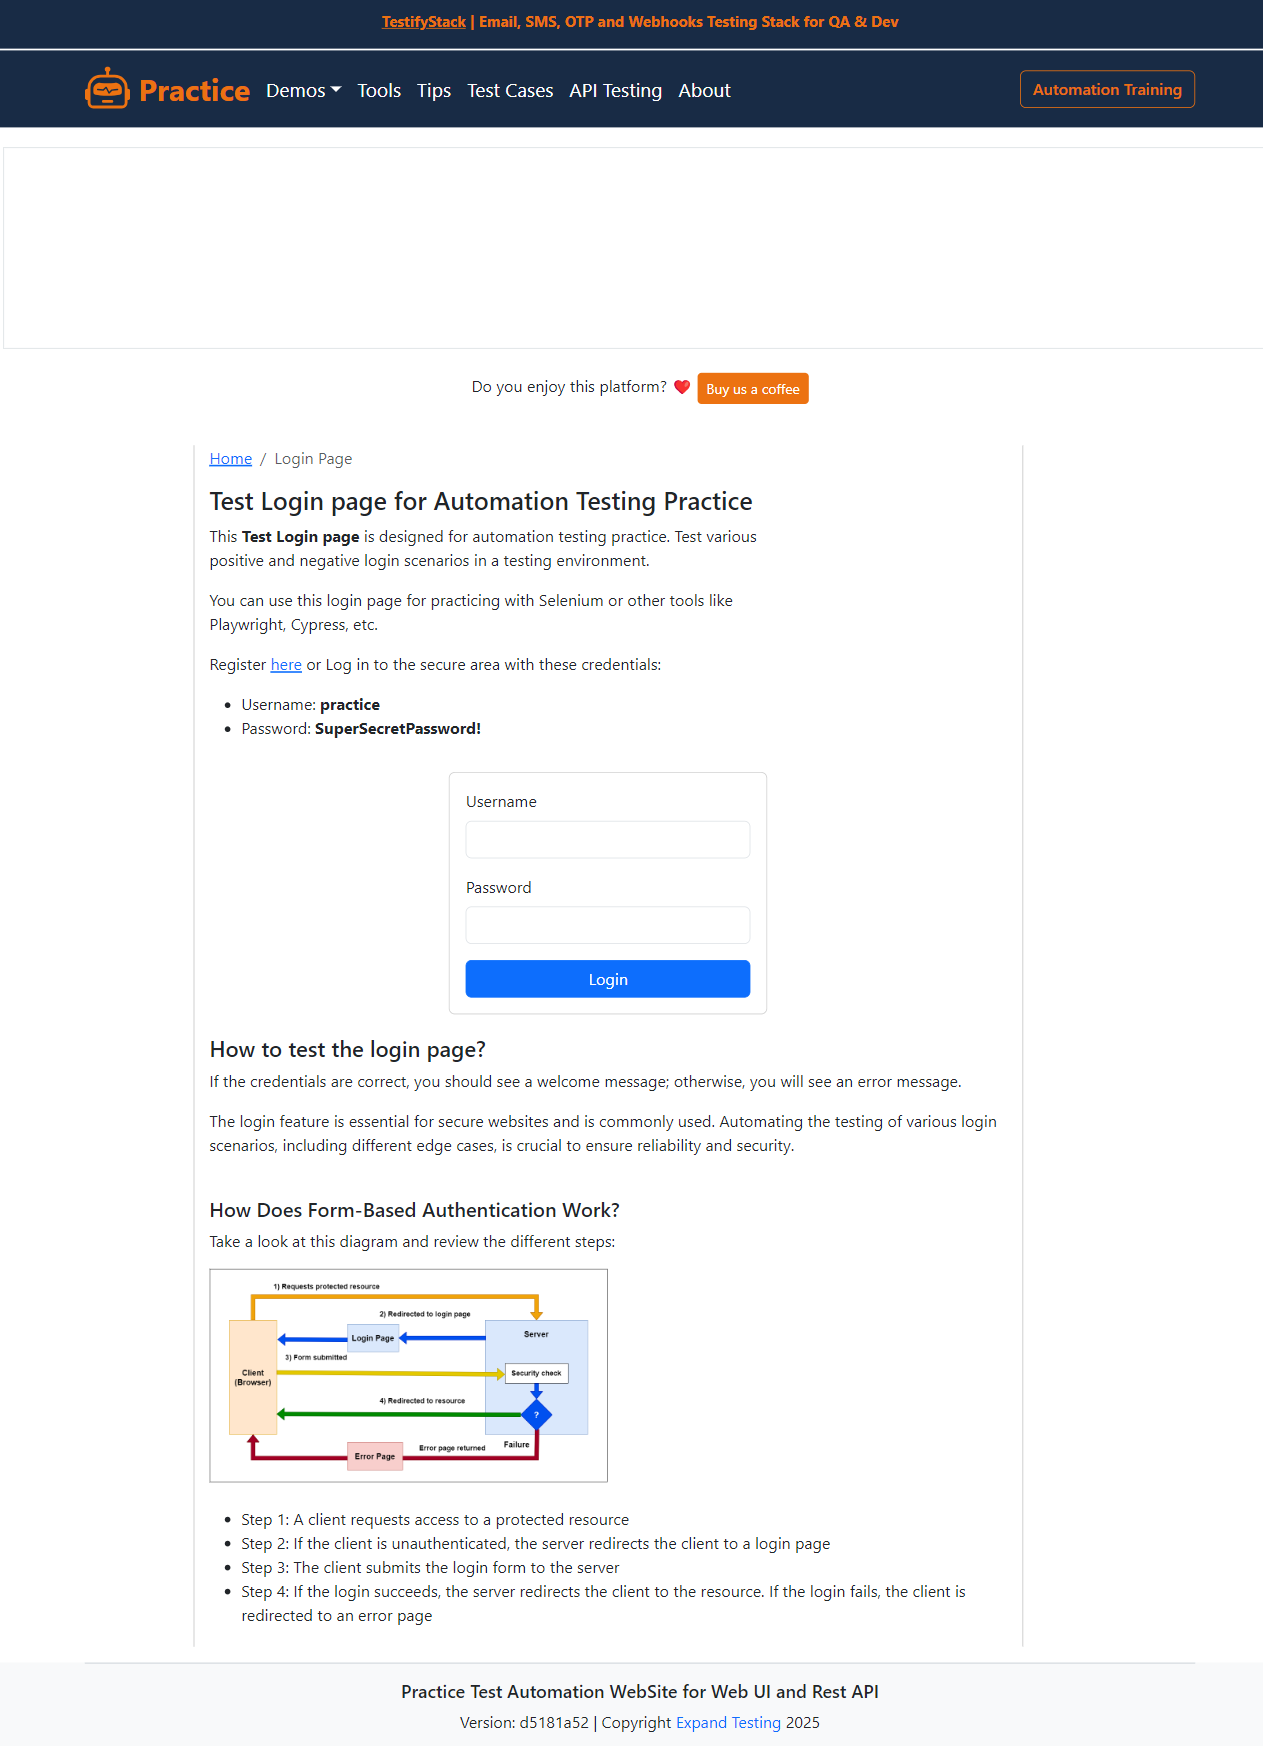 TestifyStack | Email, SMS, OTP and Webhooks Testing Stack for QA & Dev
Practice Demos Tools Tips Test Cases API Testing About Automation Training
Do you enjoy this platform? ❤️ Buy us a coffee
Home / Login Page
Test Login page for Automation Testing Practice
This Test Login page is designed for automation testing practice. Test various
positive and negative login scenarios in a testing environment.
You can use this login page for practicing with Selenium or other tools like
Playwright, Cypress, etc.
Register here or Log in to the secure area with these credentials:
• Username: practice
• Password: SuperSecretPassword!
Username
Password
Login
How to test the login page?
If the credentials are correct, you should see a welcome message; otherwise, you will see an error message.
The login feature is essential for secure websites and is commonly used. Automating the testing of various login
scenarios, including different edge cases, is crucial to ensure reliability and security.
How Does Form-Based Authentication Work?
Take a look at this diagram and review the different steps:
1) Requests protected resource
2) Redirected to login page
Login Page
Server
3) Form submitted
Client
(Browser)
Security check
4) Redirected to resource
?
Failure
Error page returned
Error Page
• Step 1: A client requests access to a protected resource
• Step 2: If the client is unauthenticated, the server redirects the client to a login page
• Step 3: The client submits the login form to the server
• Step 4: If the login succeeds, the server redirects the client to the resource. If the login fails, the client is
redirected to an error page
Practice Test Automation WebSite for Web UI and Rest API
Version: d5181a52 | Copyright Expand Testing 2025